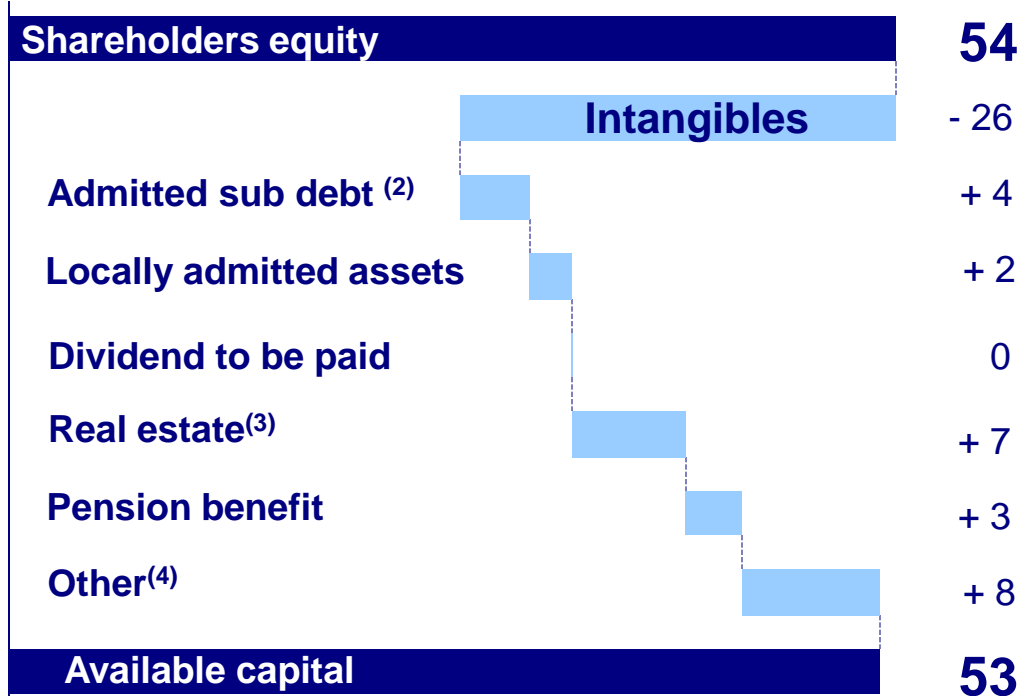 Shareholders equity 54
Intangibles - 26
Admitted sub debt (2) + 4
Locally admitted assets + 2
Dividend to be paid 0
Real estate(3) + 7
Pension benefit + 3
Other(4) + 8
Available capital 53